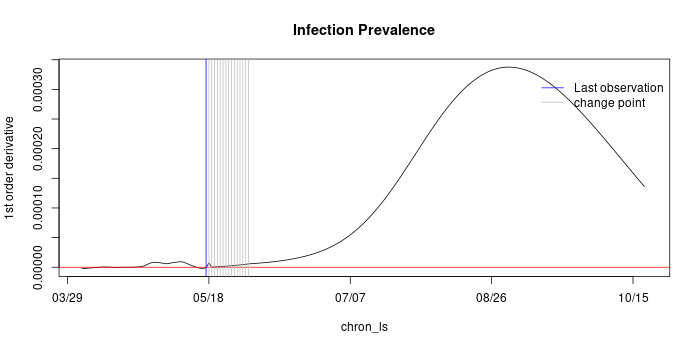 Infection Prevalence
1st order derivative
0.00030
0.00020
0.00010
0.00000
Last observation
change point
03/29 05/18 07/07 08/26 10/15
chron_ls